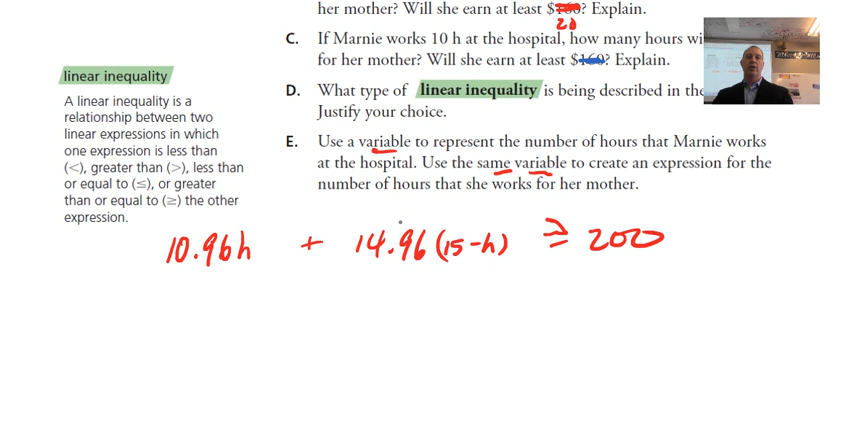 her mother? Will she earn at least $160? Explain.
20
C. If Marnie works 10 h at the hospital, how many hours wi
for her mother? Will she earn at least $160? Explain.
D. What type of linear inequality is being described in the
Justify your choice.
E. Use a variable to represent the number of hours that Marnie works
at the hospital. Use the same variable to create an expression for the
number of hours that she works for her mother.
linear inequality
A linear inequality is a
relationship between two
linear expressions in which
one expression is less than
(<), greater than (>), less than
or equal to (≤), or greater
than or equal to (≥) the other
expression.
10.96h + 14.96(15-h) ≥ 200